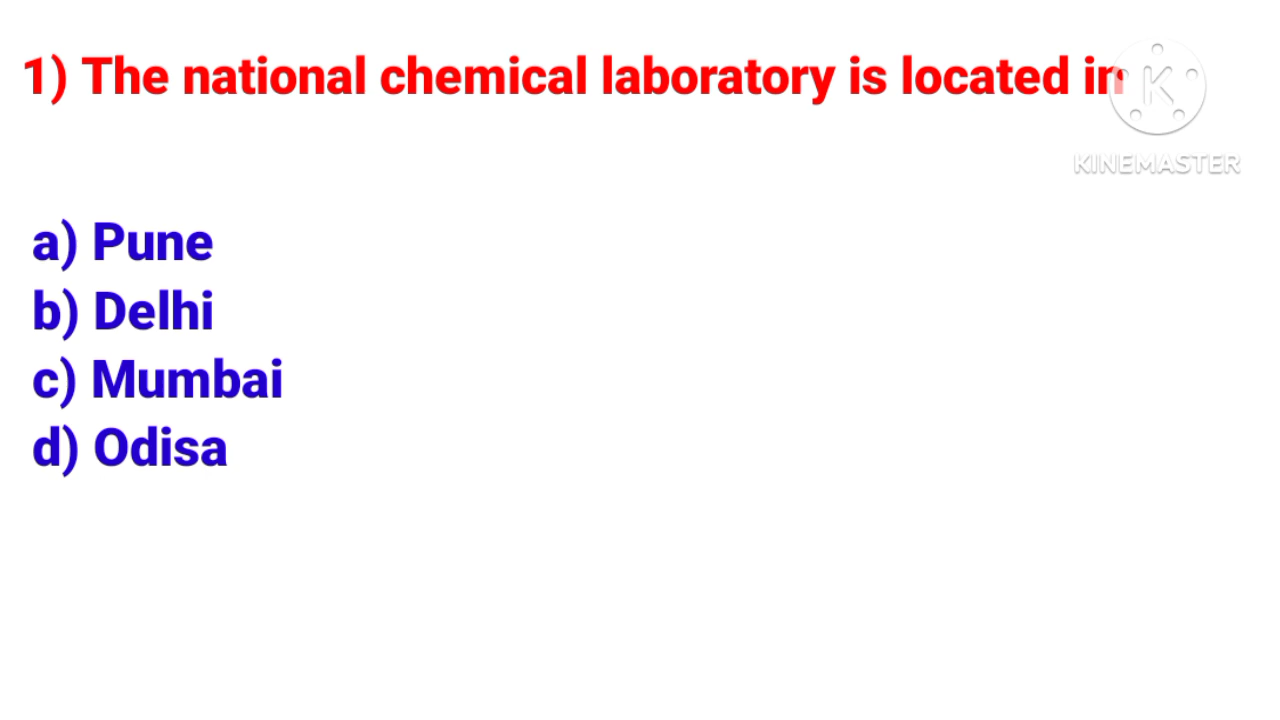 1) The national chemical laboratory is located in
KINEMASTER
a) Pune
b) Delhi
c) Mumbai
d) Odisa